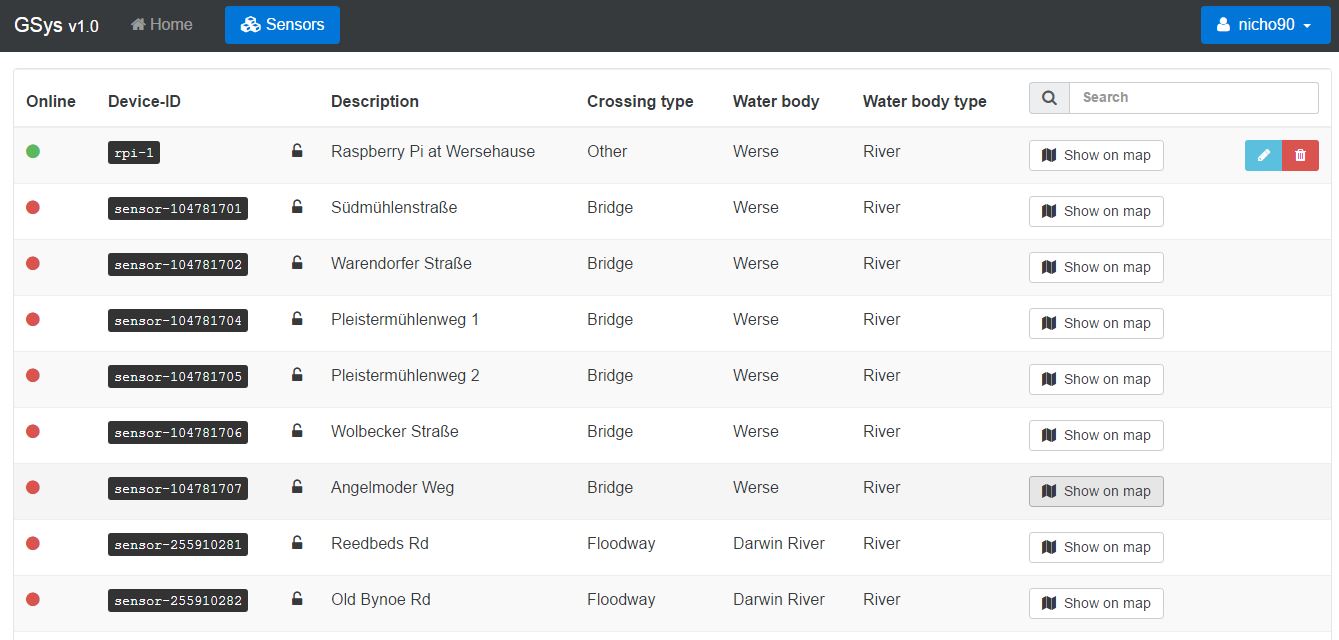 GSys v1.0 Home Sensors nicho90
Online Device-ID Description Crossing type Water body Water body type Search
rpi-1 Raspberry Pi at Wersehause Other Werse River Show on map
sensor-104781701 Südmühlenstraße Bridge Werse River Show on map
sensor-104781702 Warendorfer Straße Bridge Werse River Show on map
sensor-104781704 Pleistermühlenweg 1 Bridge Werse River Show on map
sensor-104781705 Pleistermühlenweg 2 Bridge Werse River Show on map
sensor-104781706 Wolbecker Straße Bridge Werse River Show on map
sensor-104781707 Angelmoder Weg Bridge Werse River Show on map
sensor-255910281 Reedbeds Rd Floodway Darwin River River Show on map
sensor-255910282 Old Bynoe Rd Floodway Darwin River River Show on map